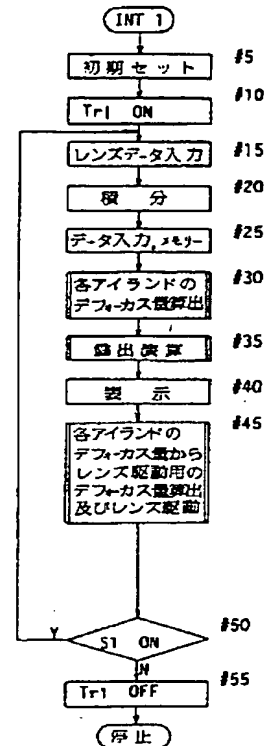 INT 1
初期セット #5
Tr1 ON #10
レンズデータ入力 #15
積分 #20
データ入力,メモリー #25
各アイランドの #30
デフォーカス量算出
露出演算 #35
表示 #40
各アイランドの #45
デフォーカス量から
レンズ駆動用の
デフォーカス量算出
及びレンズ駆動
S1 ON #50
Y
N
Tr1 OFF #55
停止